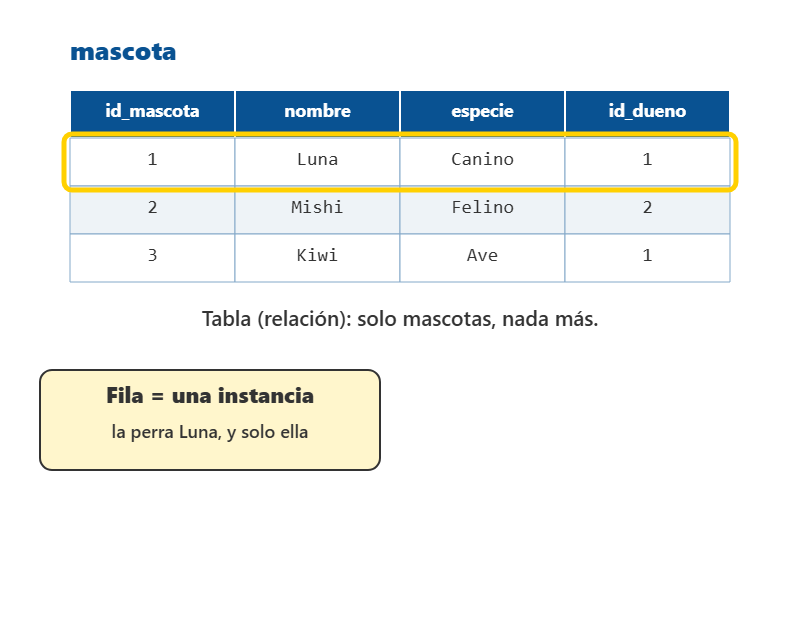 mascota
id_mascota nombre especie id_dueno
1 Luna Canino 1
2 Mishi Felino 2
3 Kiwi Ave 1
Tabla (relación): solo mascotas, nada más.
Fila = una instancia
la perra Luna, y solo ella